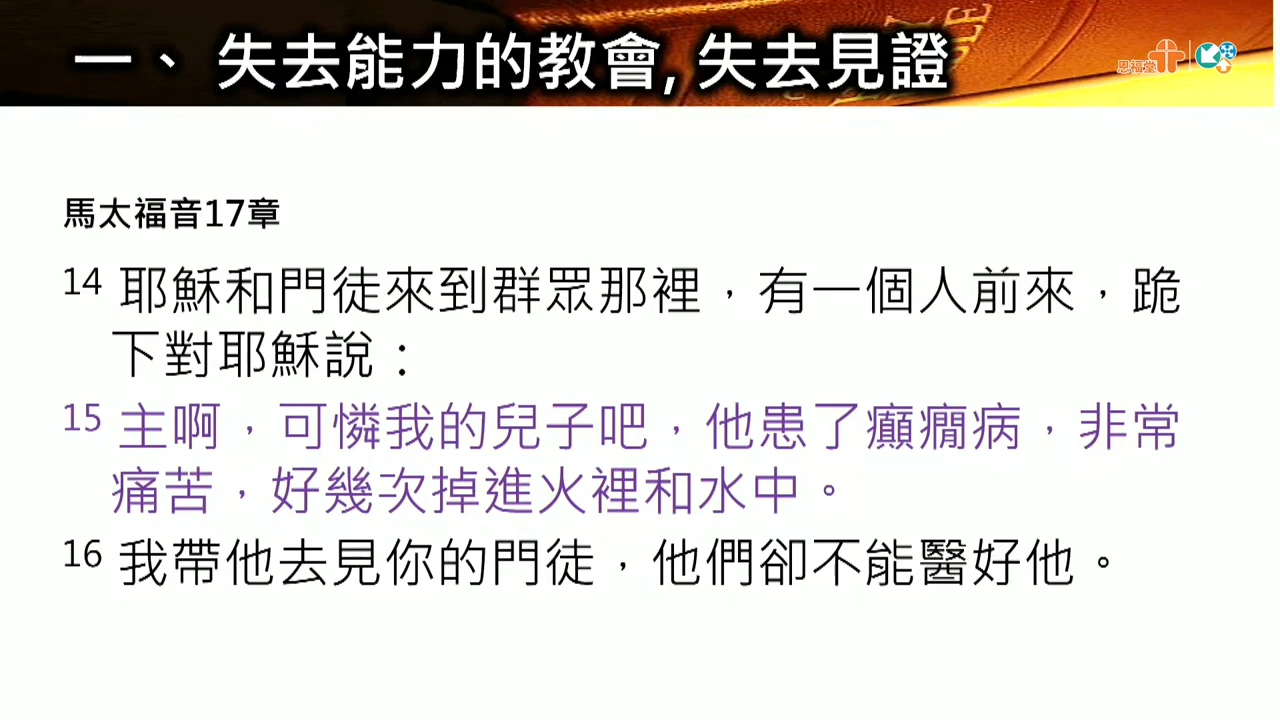 一、 失去能力的教會, 失去見證
恩福堂
馬太福音17章
14 耶穌和門徒來到群眾那裡，有一個人前來，跪
下對耶穌說：
15 主啊，可憐我的兒子吧，他患了癲癇病，非常
痛苦，好幾次掉進火裡和水中。
16 我帶他去見你的門徒，他們卻不能醫好他。